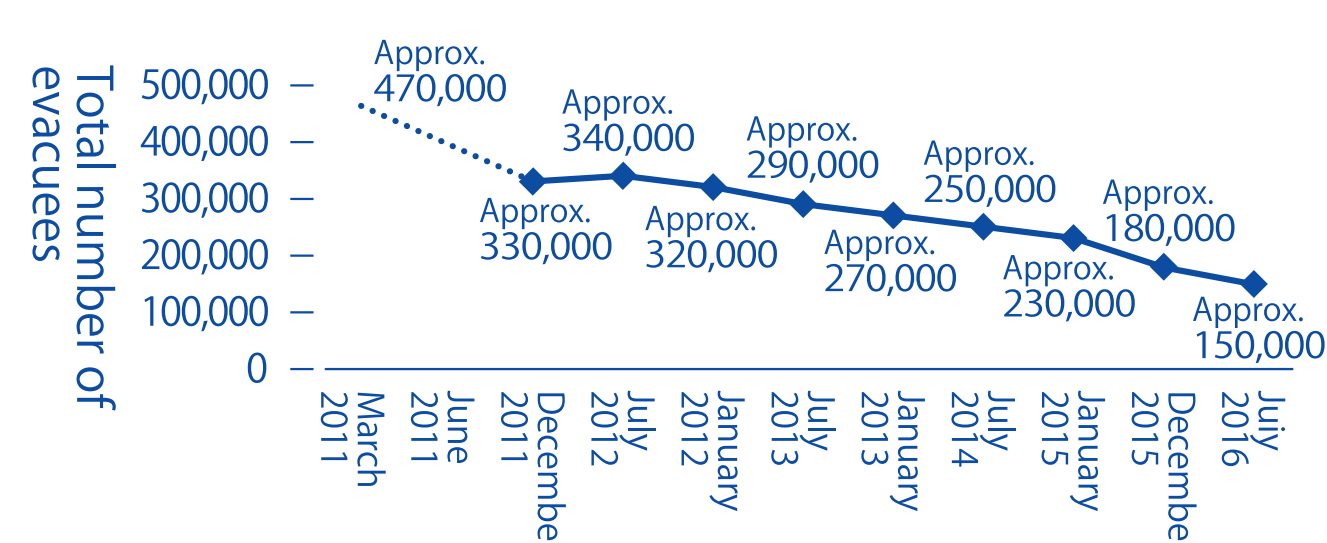 Total number of
evacuees
500,000
400,000
300,000
200,000
100,000
0
Approx.
470,000
Approx.
330,000
Approx.
340,000
Approx.
320,000
Approx.
290,000
Approx.
270,000
Approx.
250,000
Approx.
230,000
Approx.
180,000
Approx.
150,000
March
2011
June
2011
Decembe
2011
July
2012
January
2012
July
2013
January
2013
July
2014
January
2015
Decembe
2015
Juiy
2016